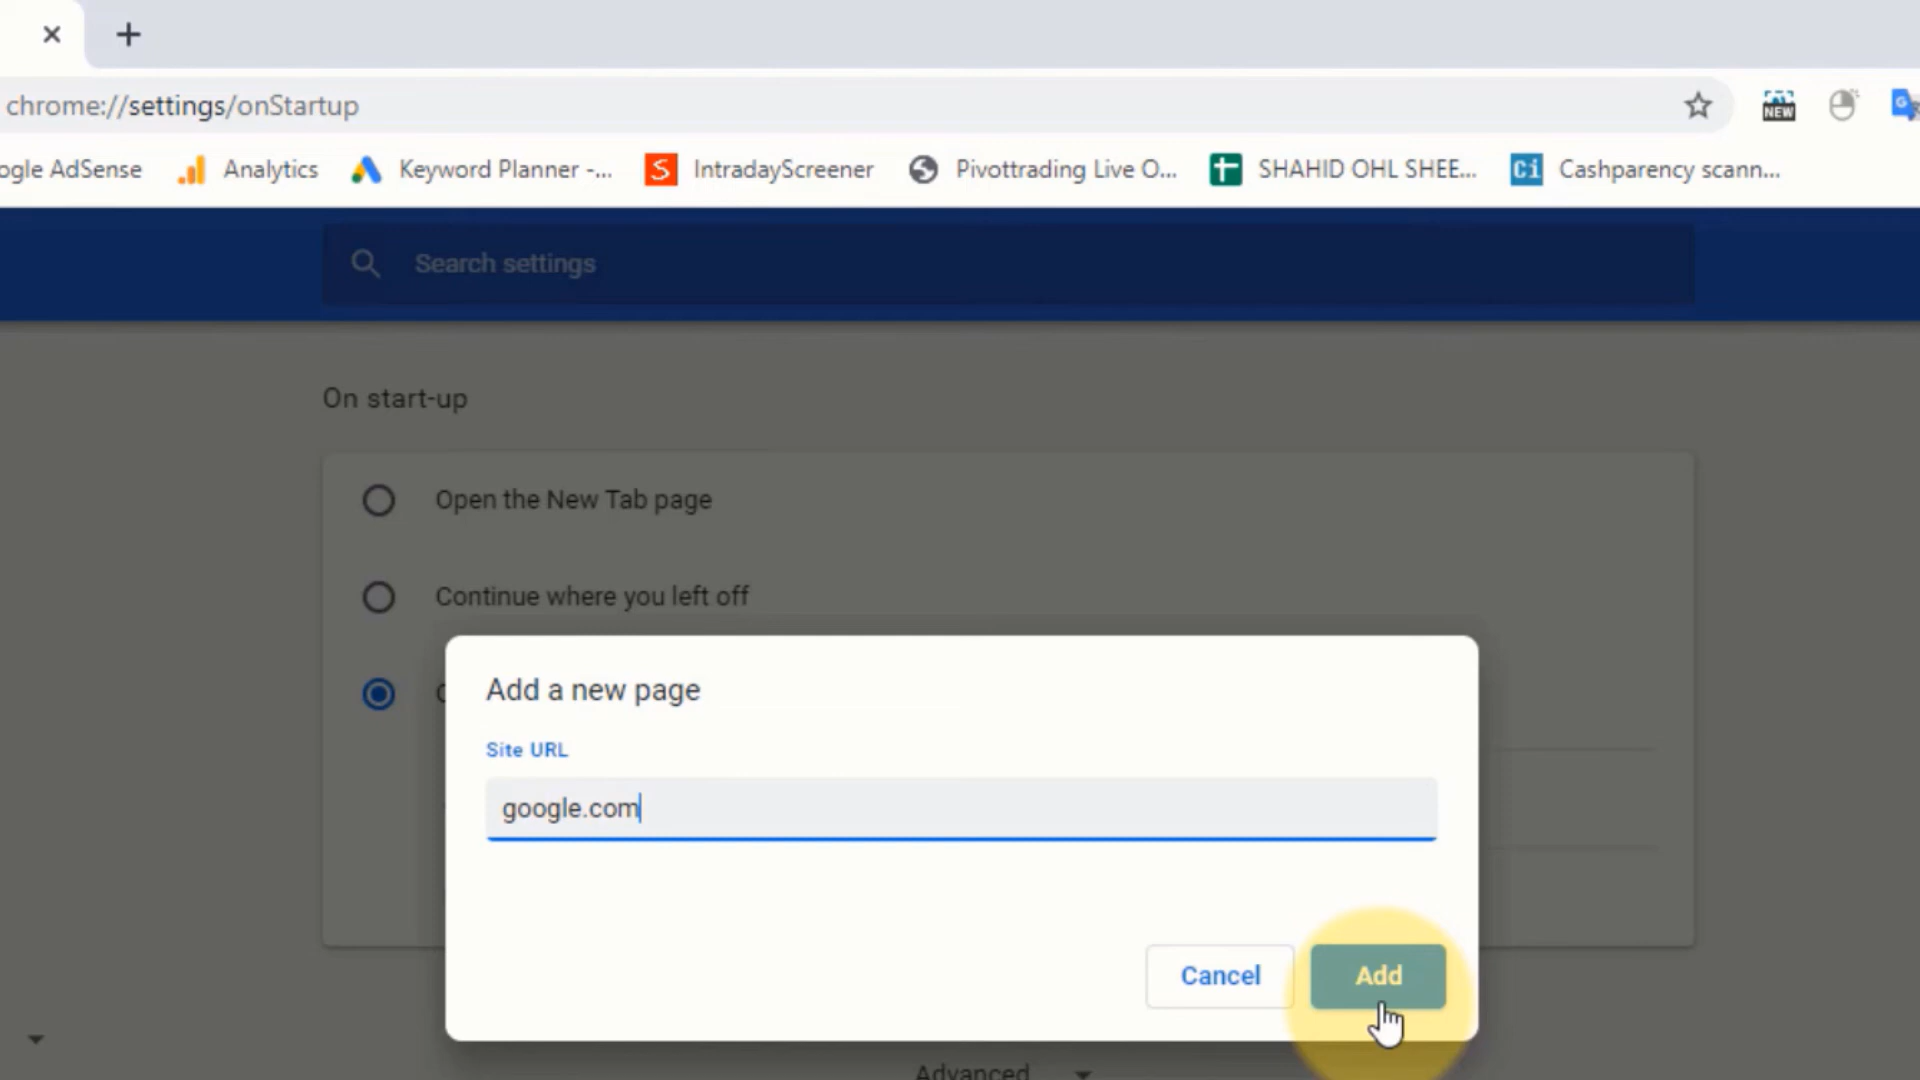 chrome://settings/onStartup
NEW
ogle AdSense Analytics Keyword Planner -... S IntradayScreener Pivottrading Live O... SHAHID OHL SHEE... Ci Cashparency scann...
Search settings
On start-up
Open the New Tab page
Continue where you left off
Add a new page
Site URL
google.com
Cancel Add
Advanced